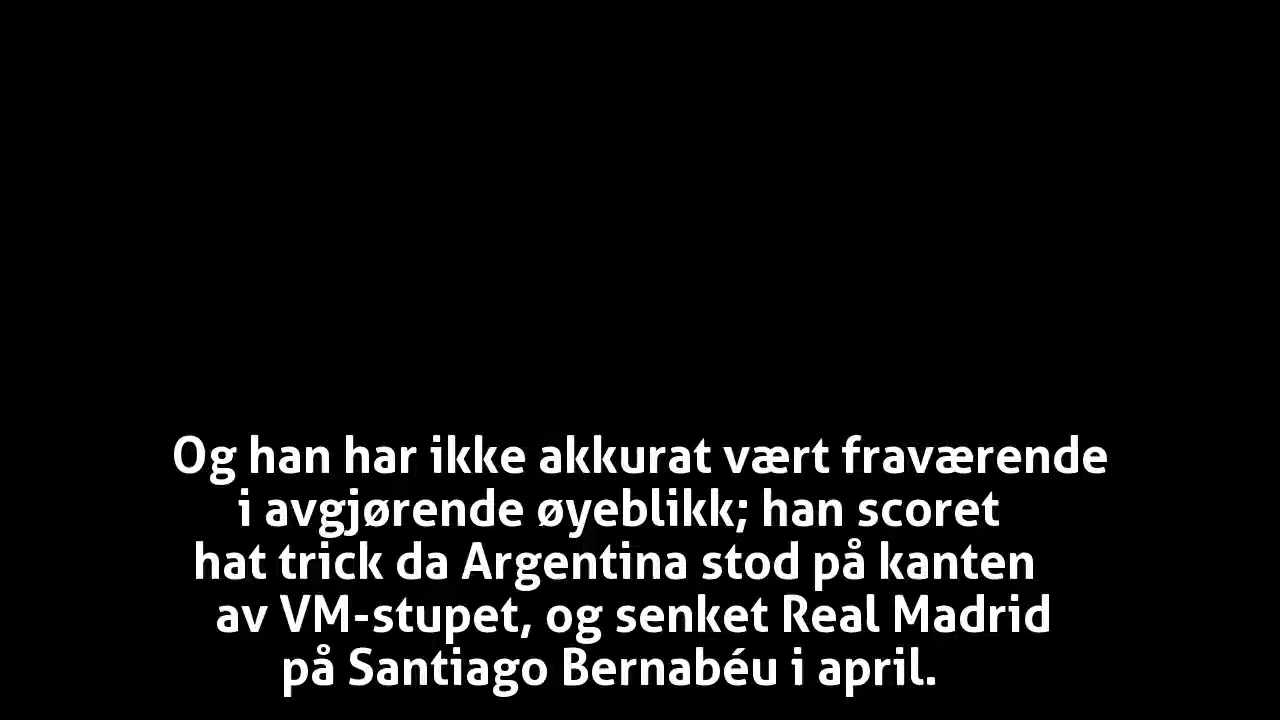 Og han har ikke akkurat vært fraværende
i avgjørende øyeblikk; han scoret
hat trick da Argentina stod på kanten
av VM-stupet, og senket Real Madrid
på Santiago Bernabéu i april.